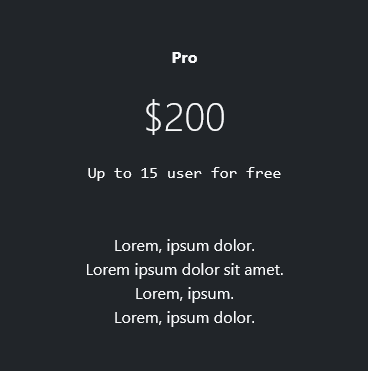 Pro
$200
Up to 15 user for free
Lorem, ipsum dolor.
Lorem ipsum dolor sit amet.
Lorem, ipsum.
Lorem, ipsum dolor.